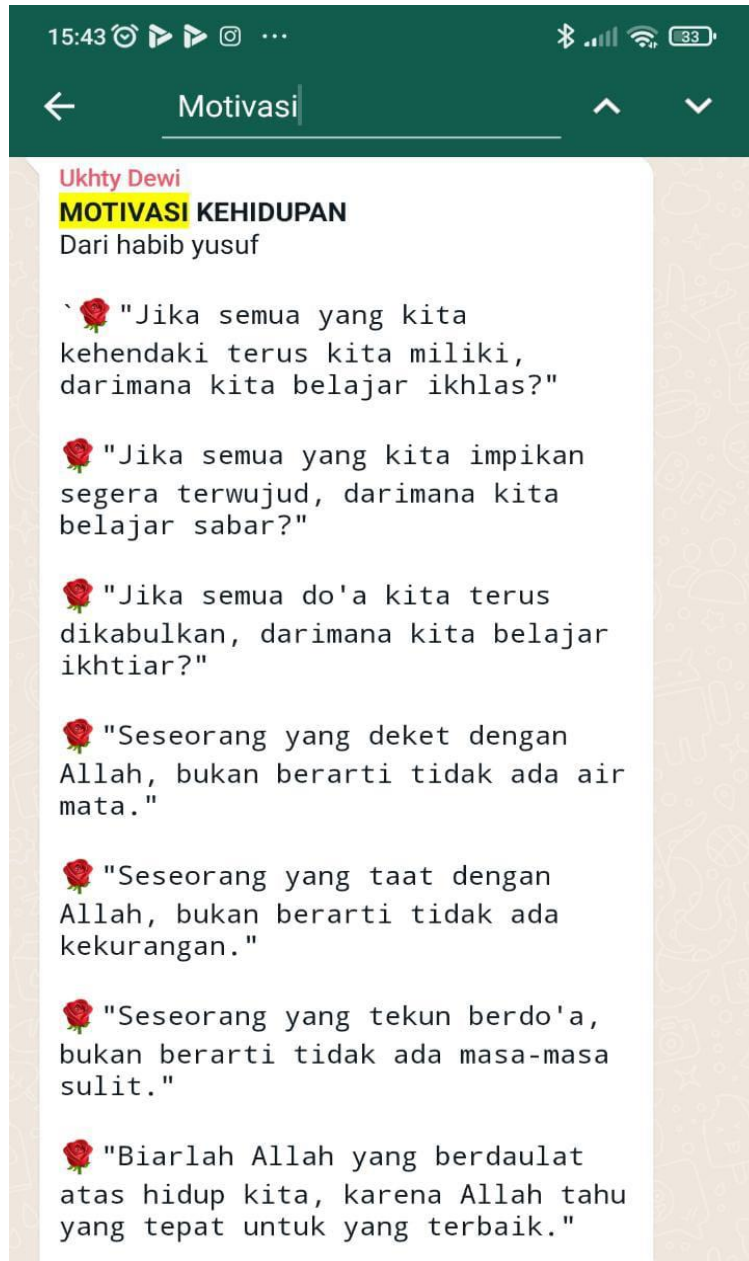 15:43
33
Motivasi
Ukhty Dewi
MOTIVASI KEHIDUPAN
Dari habib yusuf
`🌹"Jika semua yang kita
kehendaki terus kita miliki,
darimana kita belajar ikhlas?"
🌹"Jika semua yang kita impikan
segera terwujud, darimana kita
belajar sabar?"
🌹"Jika semua do'a kita terus
dikabulkan, darimana kita belajar
ikhtiar?"
🌹"Seseorang yang deket dengan
Allah, bukan berarti tidak ada air
mata."
🌹"Seseorang yang taat dengan
Allah, bukan berarti tidak ada
kekurangan."
🌹"Seseorang yang tekun berdo'a,
bukan berarti tidak ada masa-masa
sulit."
🌹"Biarlah Allah yang berdaulat
atas hidup kita, karena Allah tahu
yang tepat untuk yang terbaik."